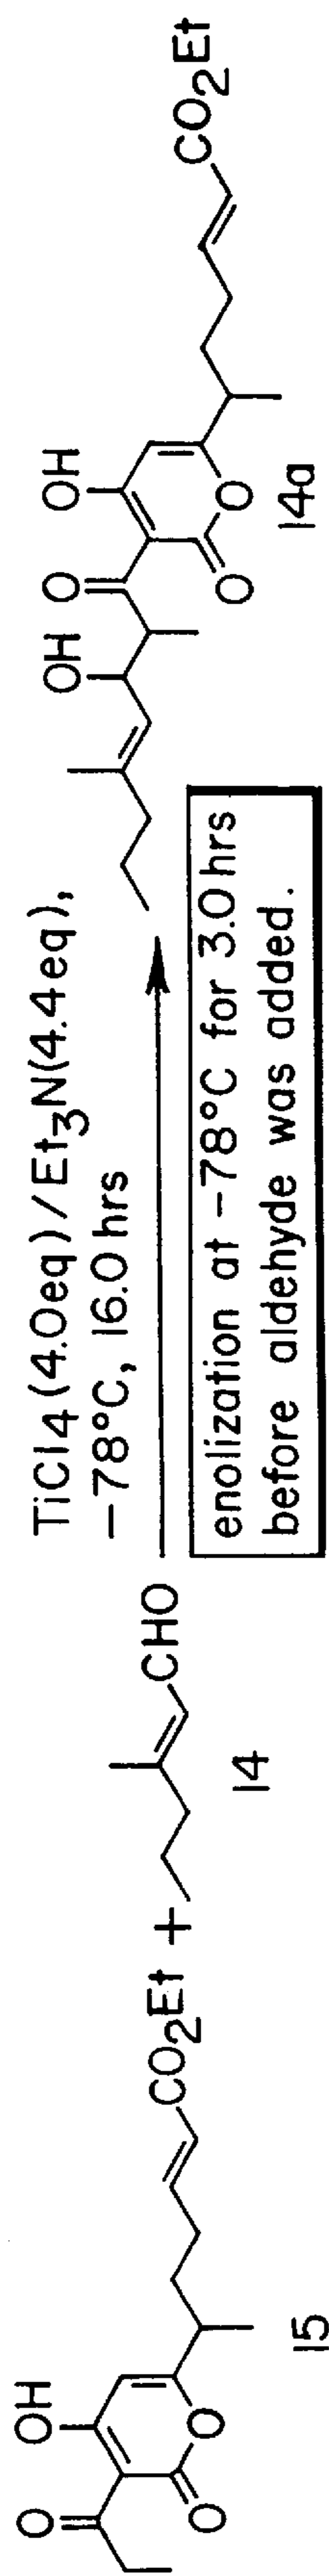 OH
O
O
O
CO2Et
15
+
CHO
14
TiCl4 (4.0eq) / Et3N(4.4eq),
−78°C, 16.0 hrs
enolization at −78°C for 3.0 hrs
before aldehyde was added.
OH
O
OH
O
O
CO2Et
14a